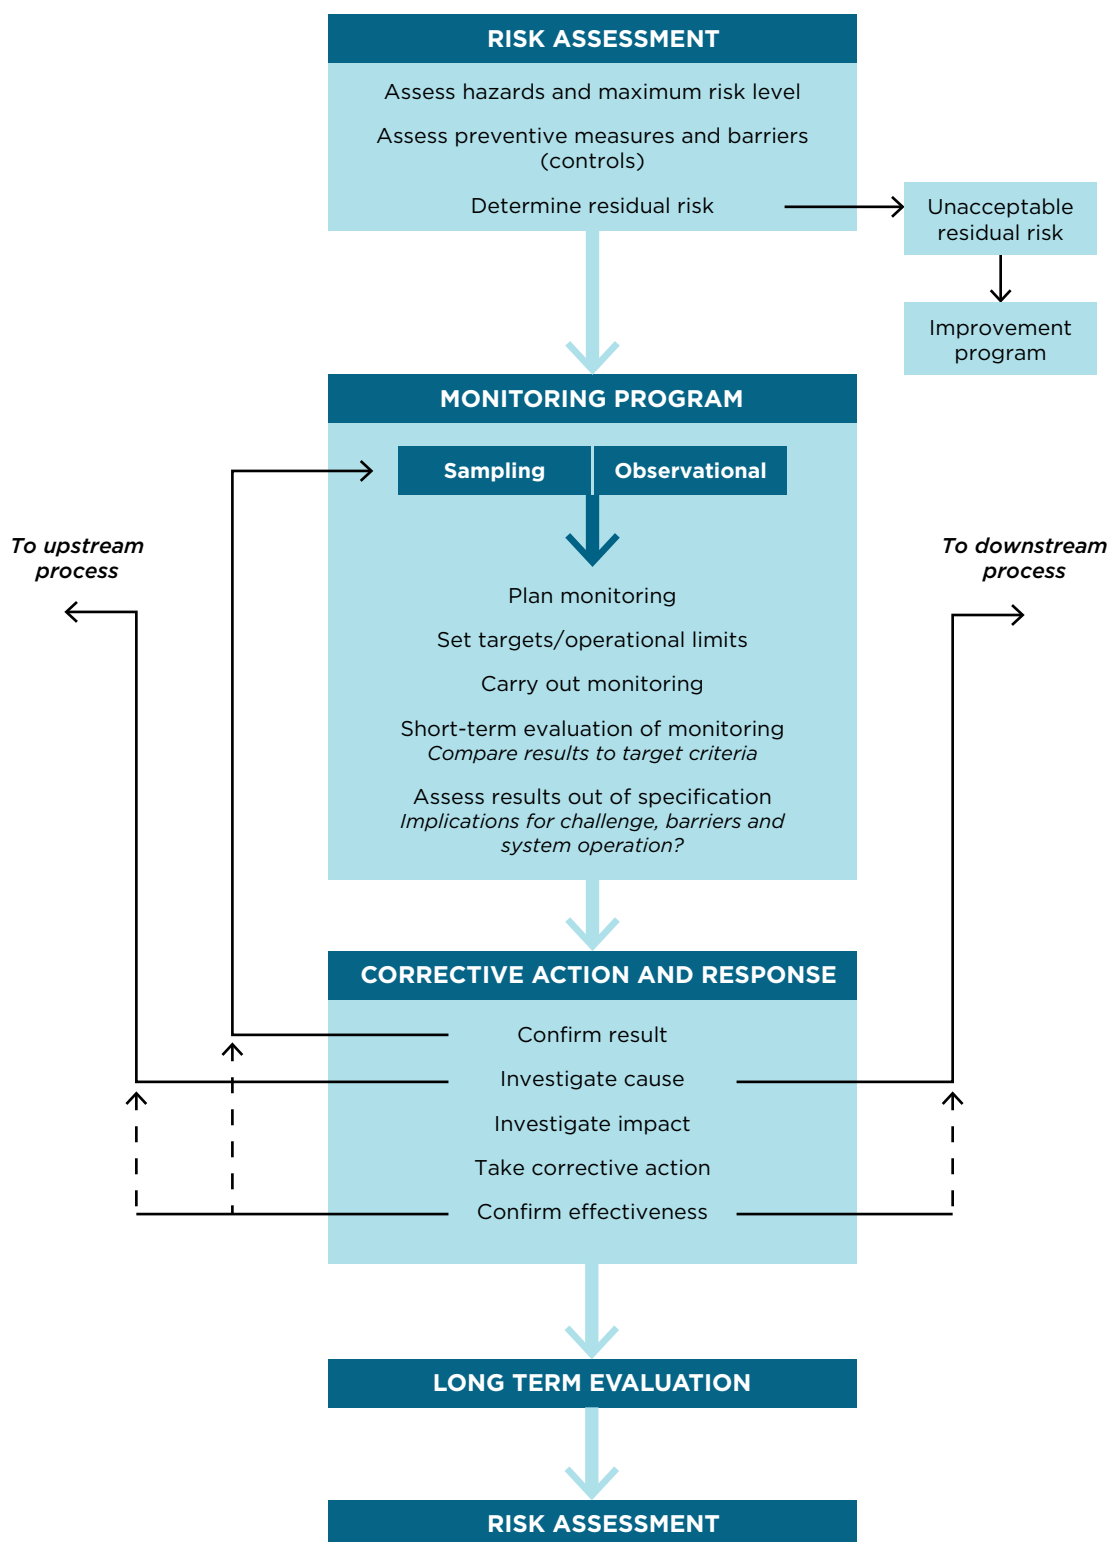 RISK ASSESSMENT
Assess hazards and maximum risk level
Assess preventive measures and barriers
(controls)
Determine residual risk
Unacceptable
residual risk
Improvement
program
MONITORING PROGRAM
Sampling
Observational
To upstream
process
To downstream
process
Plan monitoring
Set targets/operational limits
Carry out monitoring
Short-term evaluation of monitoring
Compare results to target criteria
Assess results out of specification
Implications for challenge, barriers and
system operation?
CORRECTIVE ACTION AND RESPONSE
Confirm result
Investigate cause
Investigate impact
Take corrective action
Confirm effectiveness
LONG TERM EVALUATION
RISK ASSESSMENT